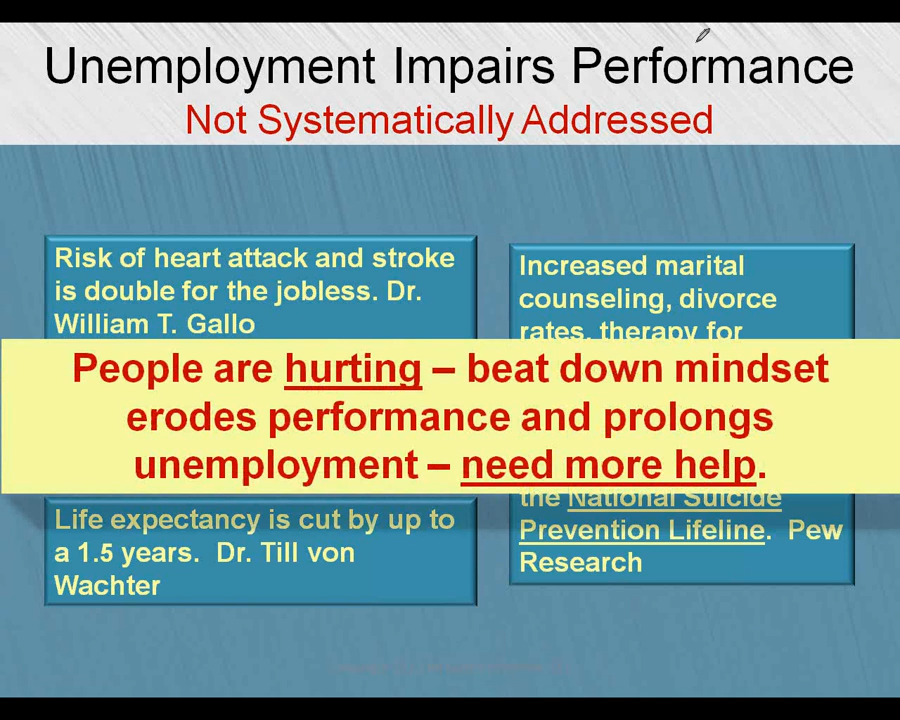 Unemployment Impairs Performance
Not Systematically Addressed
Risk of heart attack and stroke
is double for the jobless. Dr.
William T. Gallo
Increased marital
counseling, divorce
rates, therapy for
People are hurting – beat down mindset
erodes performance and prolongs
unemployment – need more help.
Life expectancy is cut by up to
a 1.5 years. Dr. Till von
Wachter
the National Suicide
Prevention Lifeline. Pew
Research